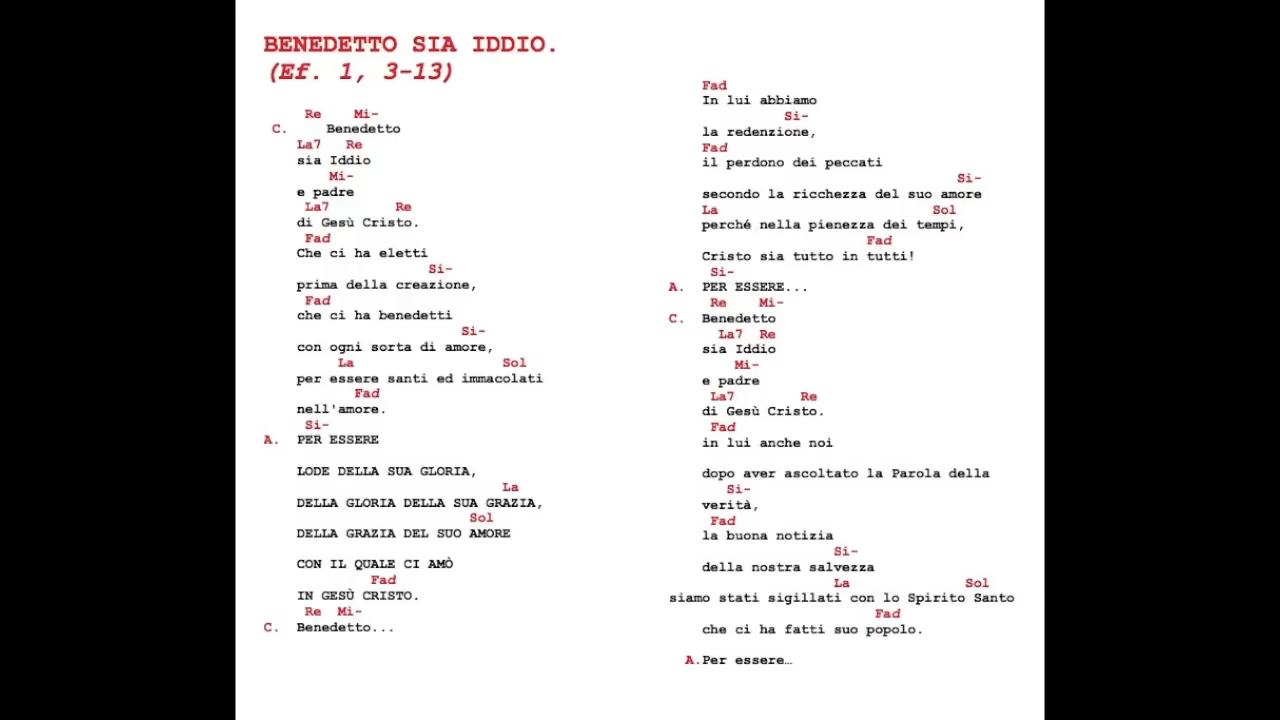 BENEDETTO SIA IDDIO.
(Ef. 1, 3-13)
Re Mi-
C. Benedetto
La7 Re
sia Iddio
Mi-
e padre
La7 Re
di Gesù Cristo.
Fad
Che ci ha eletti
Si-
prima della creazione,
Fad
che ci ha benedetti
Si-
con ogni sorta di amore,
La Sol
per essere santi ed immacolati
Fad
nell'amore.
Si-
A. PER ESSERE
LODE DELLA SUA GLORIA,
La
DELLA GLORIA DELLA SUA GRAZIA,
Sol
DELLA GRAZIA DEL SUO AMORE
CON IL QUALE CI AMÒ
Fad
IN GESÙ CRISTO.
Re Mi-
C. Benedetto...
Fad
In lui abbiamo
Si-
la redenzione,
Fad
il perdono dei peccati
Si-
secondo la ricchezza del suo amore
La Sol
perché nella pienezza dei tempi,
Fad
Cristo sia tutto in tutti!
Si-
A. PER ESSERE...
Re Mi-
C. Benedetto
La7 Re
sia Iddio
Mi-
e padre
La7 Re
di Gesù Cristo.
Fad
in lui anche noi
dopo aver ascoltato la Parola della
Si-
verità,
Fad
la buona notizia
Si-
della nostra salvezza
La Sol
siamo stati sigillati con lo Spirito Santo
Fad
che ci ha fatti suo popolo.
A.Per essere…